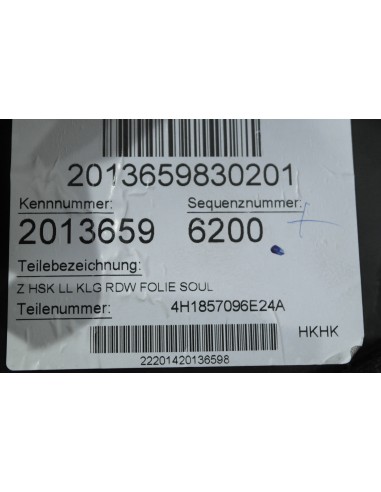 2013659830201
Kennnummer: Sequenznummer:
2013659 6200
Teilebezeichnung:
Z HSK LL KLG RDW FOLIE SOUL
Teilenummer: 4H1857096E24A
HKHK
22201420136598